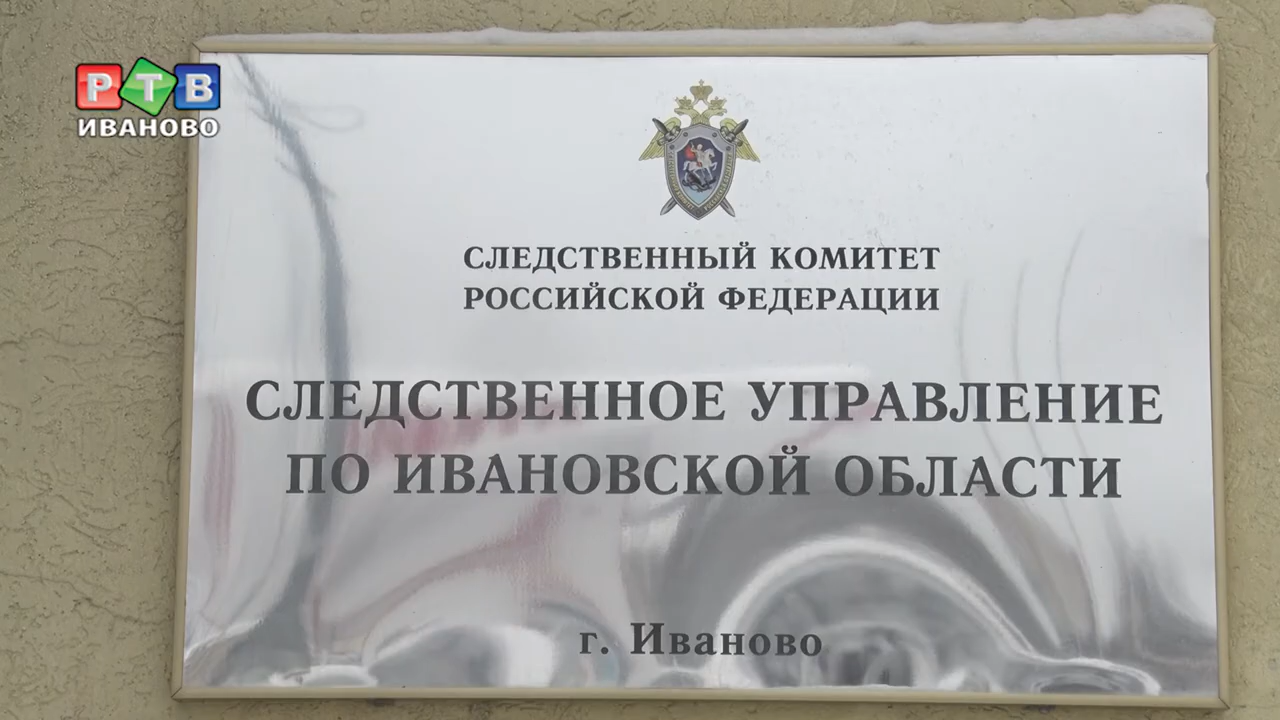 РТВ
ИВАНОВО
СЛЕДСТВЕННЫЙ КОМИТЕТ
РОССИЙСКОЙ ФЕДЕРАЦИИ
СЛЕДСТВЕННОЕ УПРАВЛЕНИЕ
ПО ИВАНОВСКОЙ ОБЛАСТИ
г. Иваново